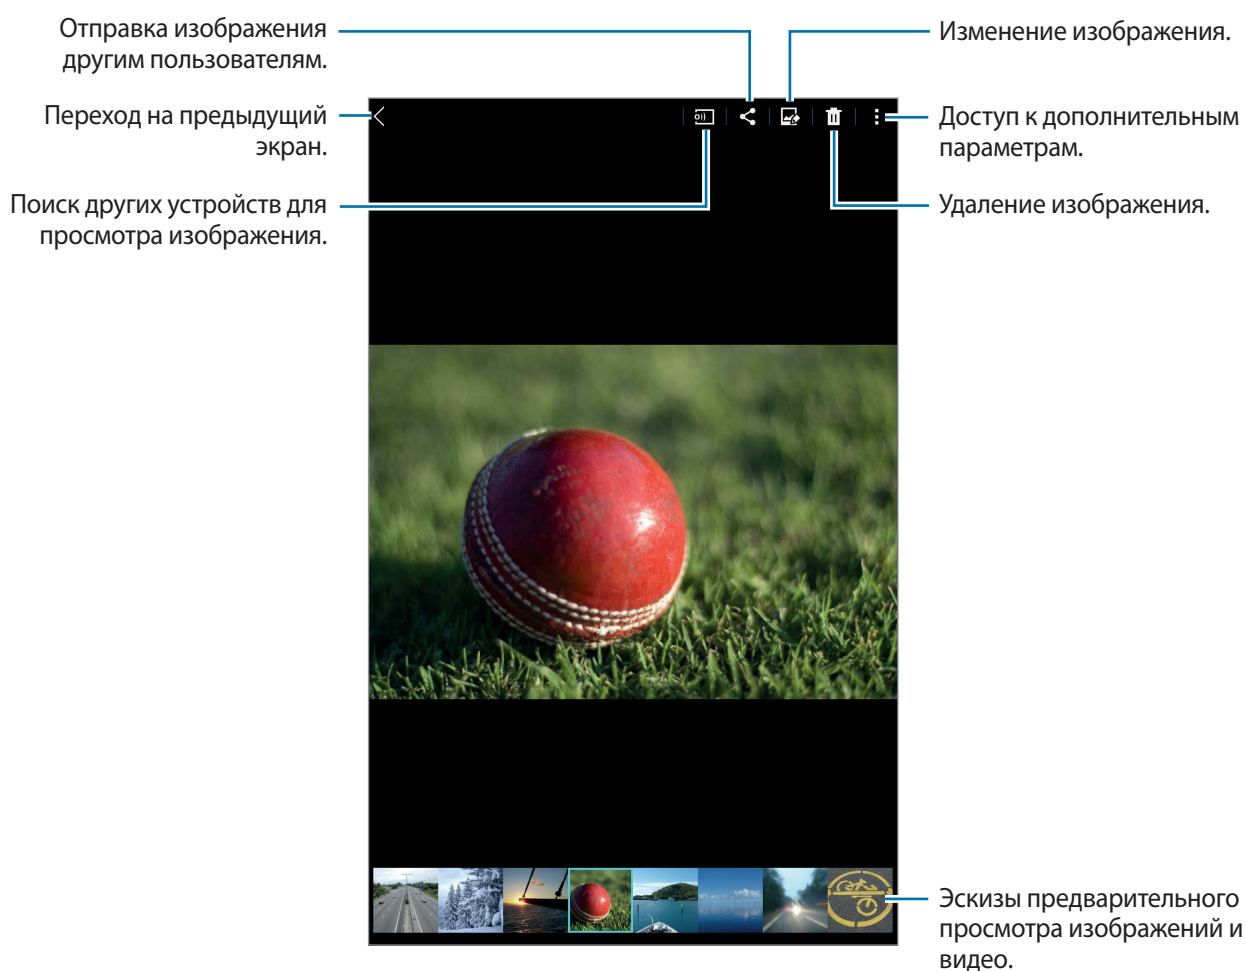 Отправка изображения
другим пользователям.
Переход на предыдущий
экран.
Поиск других устройств для
просмотра изображения.
Изменение изображения.
Доступ к дополнительным
параметрам.
Удаление изображения.
Эскизы предварительного
просмотра изображений и
видео.